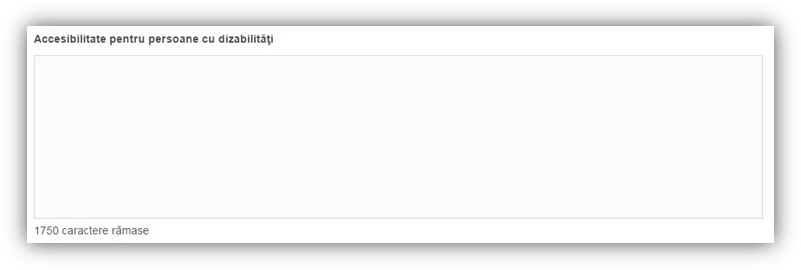 Accesibilitate pentru persoane cu dizabilităţi
1750 caractere rămase